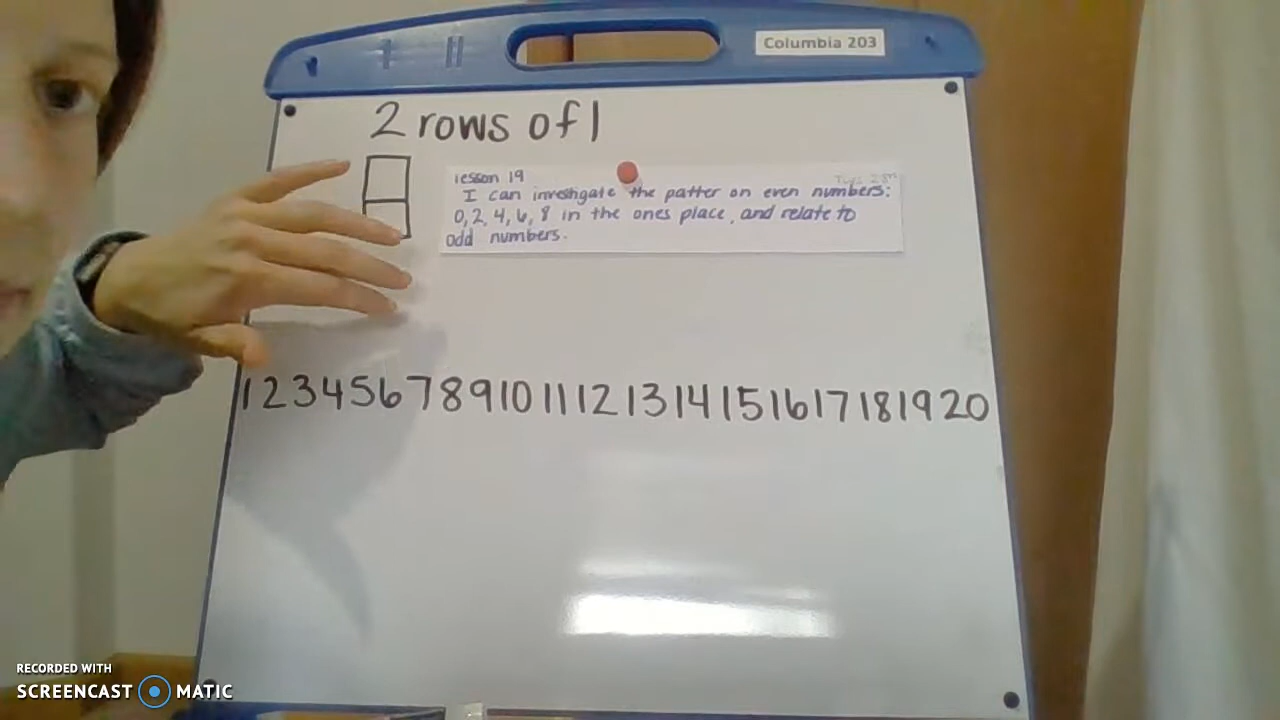 Columbia 203
2 rows of 1
lesson 19
I can investigate the patter on even numbers:
0, 2, 4, 6, 8 in the ones place, and relate to
odd numbers.
1 2 3 4 5 6 7 8 9 10 11 12 13 14 15 16 17 18 19 20
RECORDED WITH
SCREENCAST MATIC